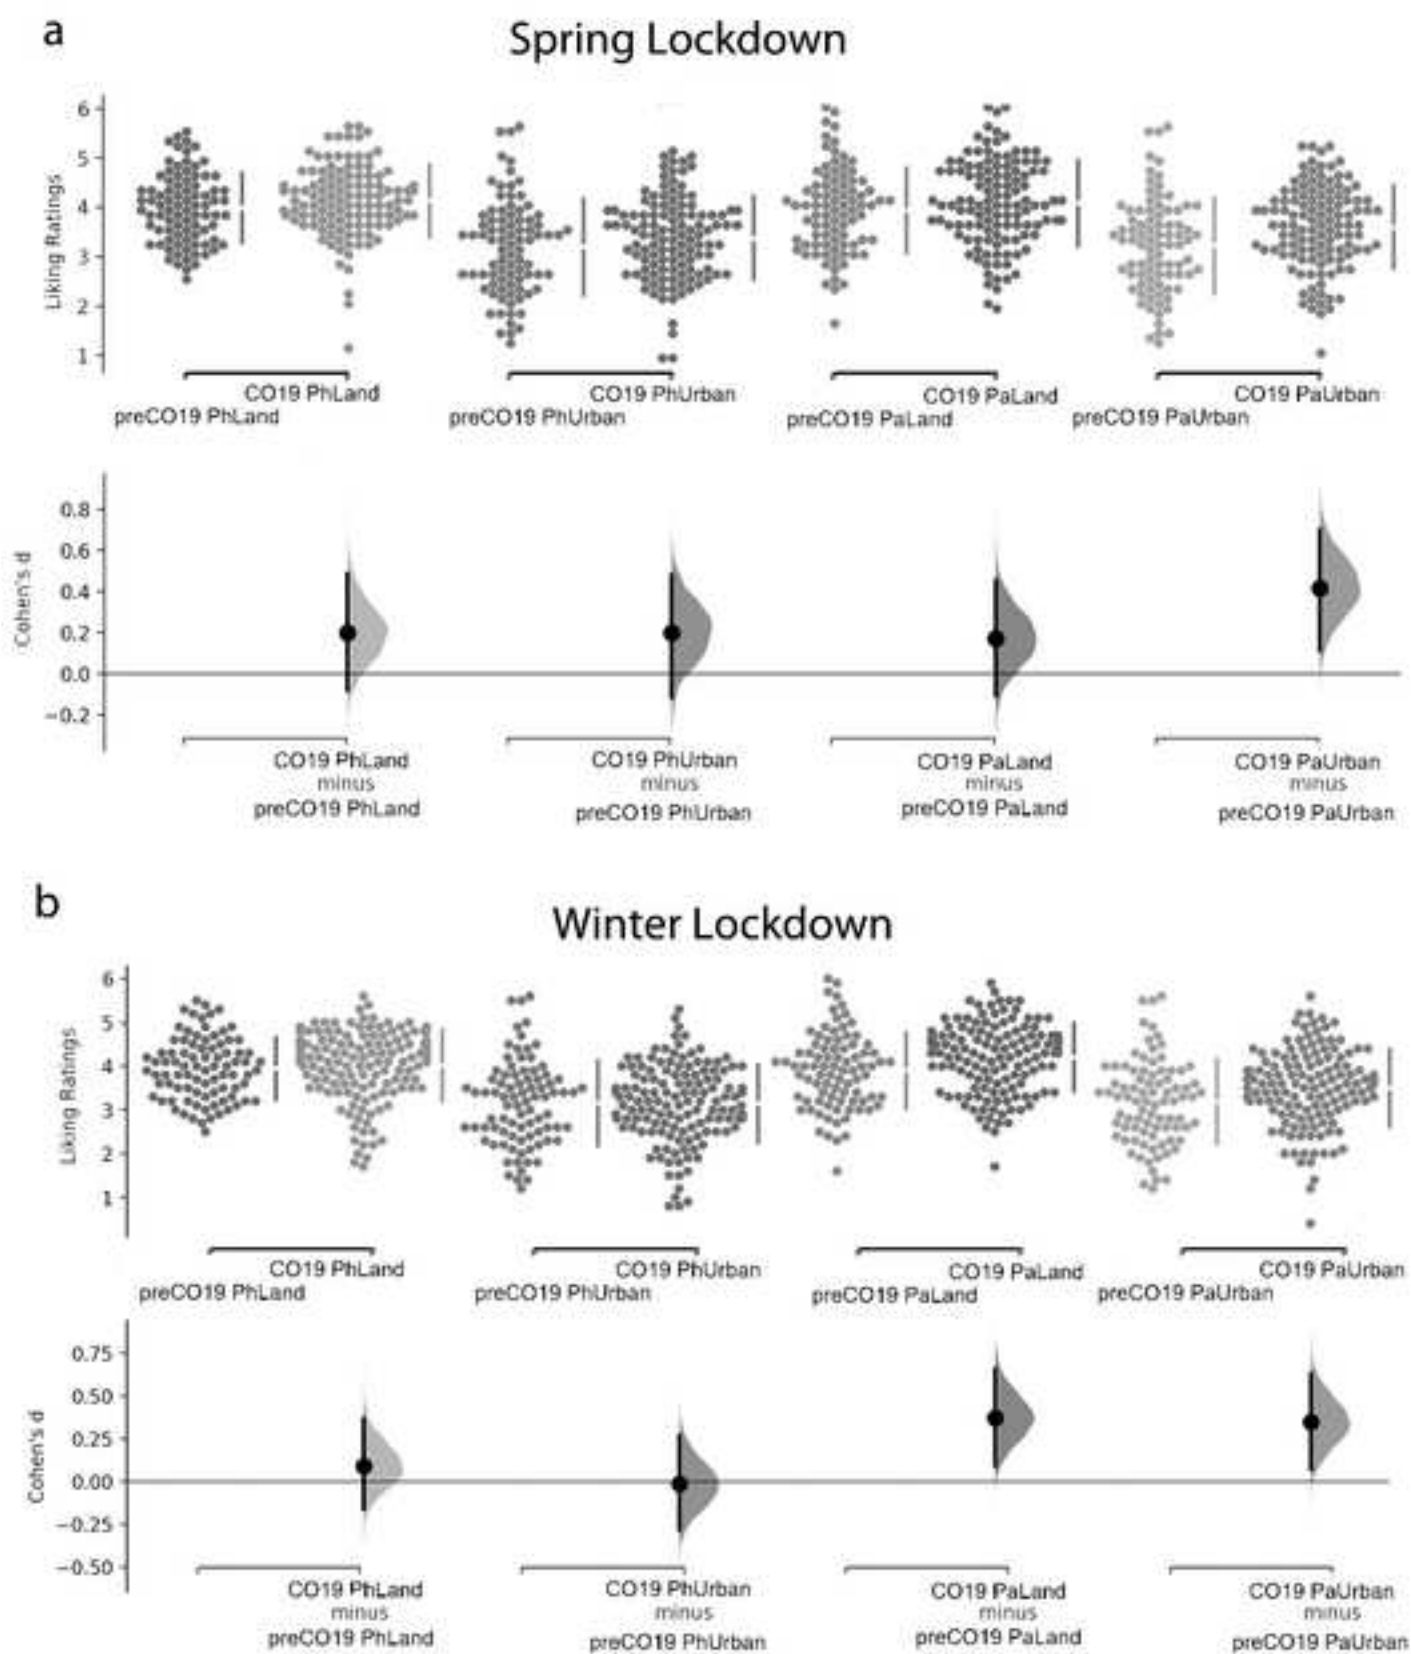 a
Spring Lockdown
Liking Ratings
6
5
4
3
2
1
CO19 PhLand
CO19 PhUrban
CO19 PaLand
CO19 PaUrban
preCO19 PhLand
preCO19 PhUrban
preCO19 PaLand
preCO19 PaUrban
Cohen's d
0.8
0.6
0.4
0.2
0.0
−0.2
CO19 PhLand
minus
preCO19 PhLand
CO19 PhUrban
minus
preCO19 PhUrban
CO19 PaLand
minus
preCO19 PaLand
CO19 PaUrban
minus
preCO19 PaUrban
b
Winter Lockdown
Liking Ratings
6
5
4
3
2
1
CO19 PhLand
CO19 PhUrban
CO19 PaLand
CO19 PaUrban
preCO19 PhLand
preCO19 PhUrban
preCO19 PaLand
preCO19 PaUrban
Cohen's d
0.75
0.50
0.25
0.00
−0.25
−0.50
CO19 PhLand
minus
preCO19 PhLand
CO19 PhUrban
minus
preCO19 PhUrban
CO19 PaLand
minus
preCO19 PaLand
CO19 PaUrban
minus
preCO19 PaUrban